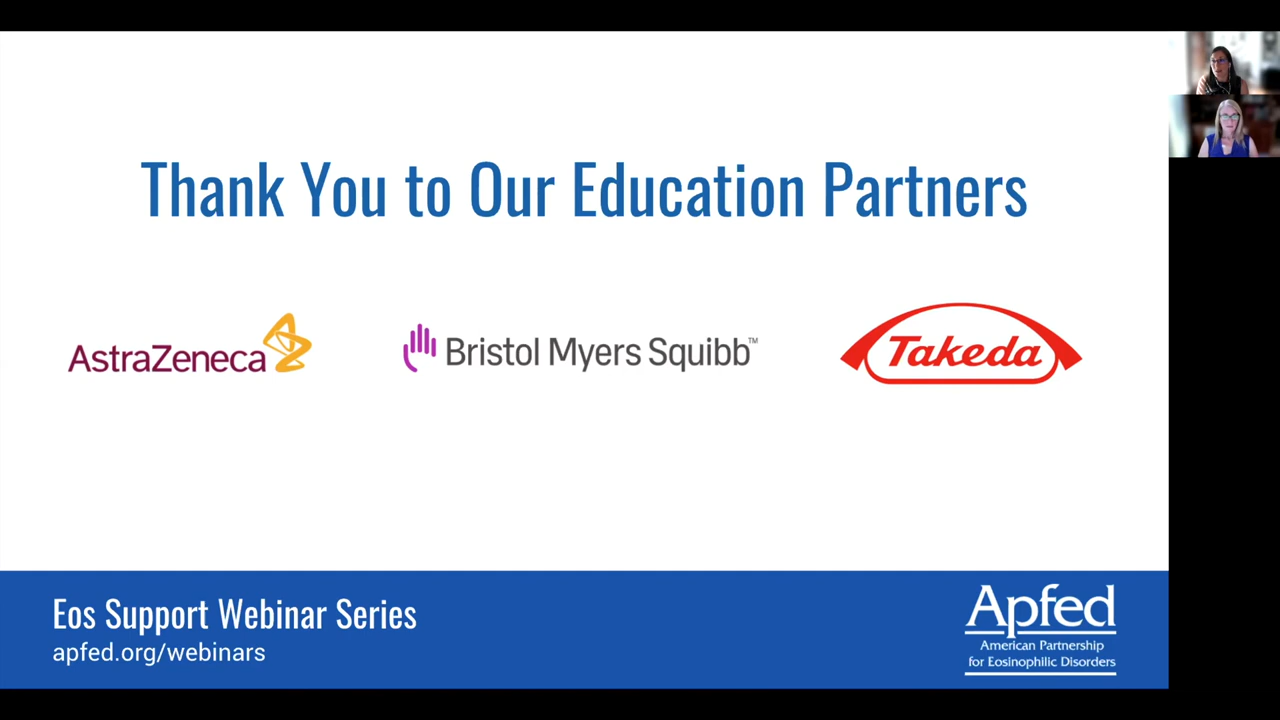 Thank You to Our Education Partners
AstraZeneca
Bristol Myers Squibb™
Takeda
Eos Support Webinar Series
apfed.org/webinars
Apfed
American Partnership
for Eosinophilic Disorders